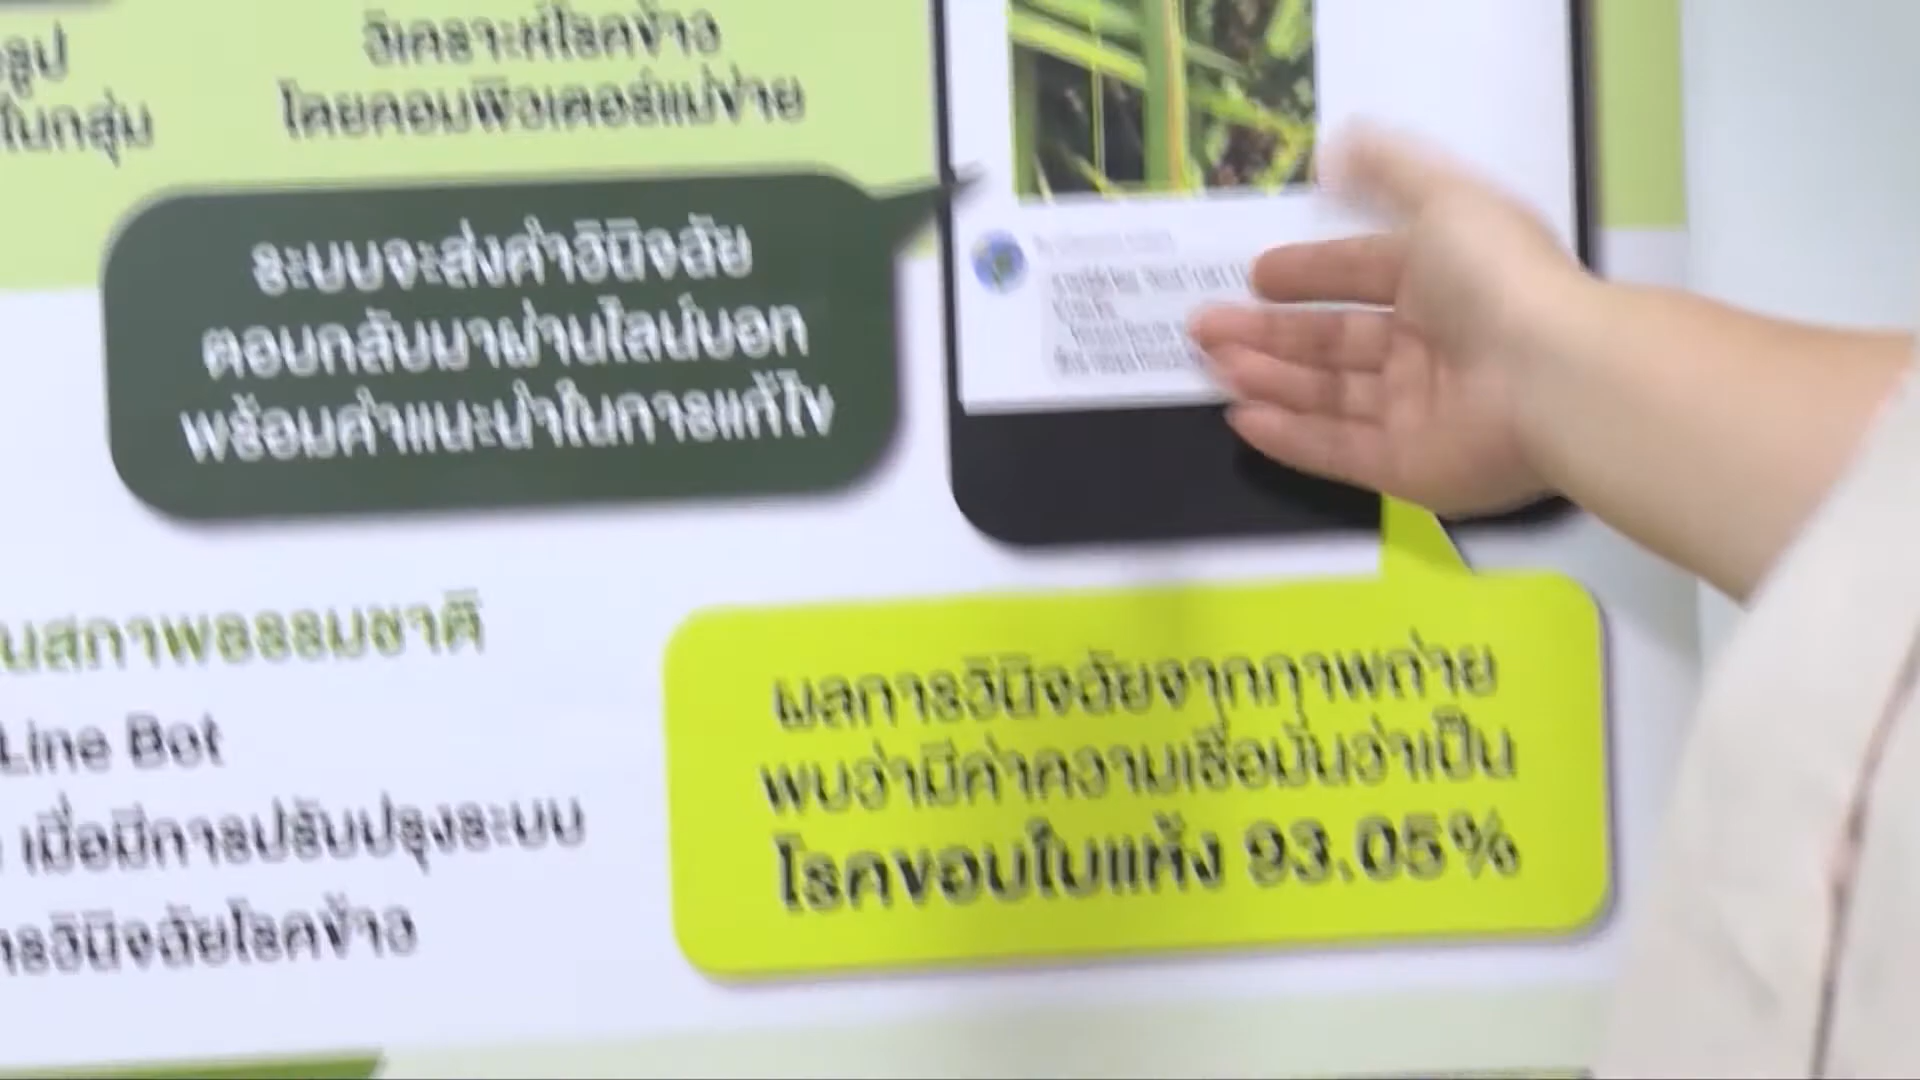 รูป
ในกลุ่ม
วิเคราะห์โรคข้าว
โดยคอมพิวเตอร์แม่ข่าย
ระบบจะส่งคำวินิจฉัย
ตอบกลับมาผ่านไลน์บอท
พร้อมคำแนะนำในการแก้ไข
นสภาพธรรมชาติ
Line Bot
เมื่อมีการปรับปรุงระบบ
ารวินิจฉัยโรคข้าว
ผลการวินิจฉัยจากภาพถ่าย
พบว่ามีค่าความเชื่อมั่นว่าเป็น
โรคขอบใบแห้ง 93.05%